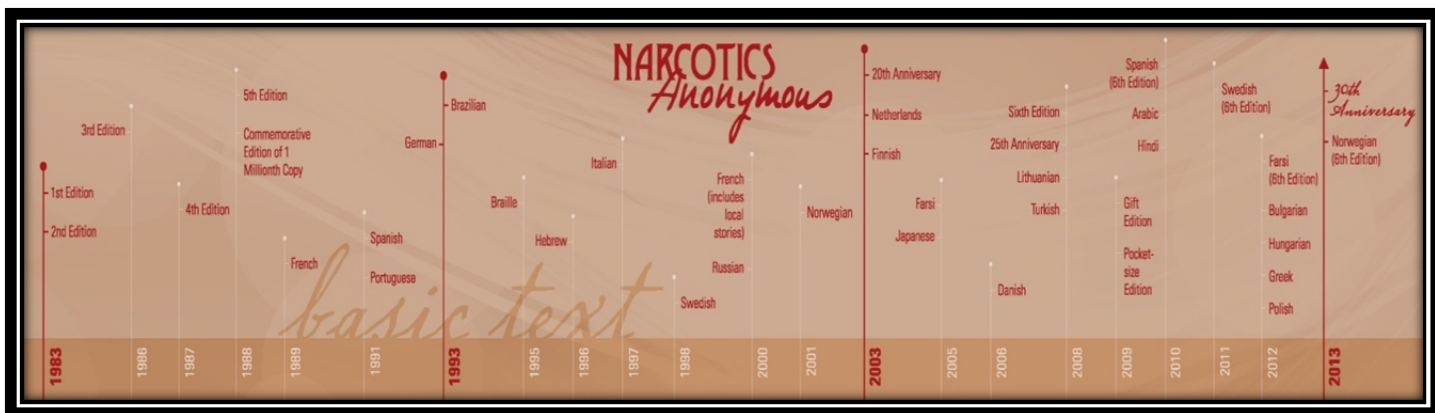 NARCOTICS
Anonymous
basic text
1st Edition
2nd Edition
1983
3rd Edition
1986
4th Edition
1987
5th Edition
Commemorative
Edition of 1
Millionth Copy
1988
French
1989
Spanish
Portuguese
1991
Brazilian
German
1993
Braille
1995
Hebrew
1996
Italian
1997
Swedish
1998
French
(includes
local
stories)
Russian
2000
Norwegian
2001
20th Anniversary
Netherlands
Finnish
2003
Farsi
Japanese
2005
Danish
2006
Sixth Edition
25th Anniversary
Lithuanian
Turkish
2008
Gift
Edition
Pocket-
size
Edition
2009
Spanish
(6th Edition)
Arabic
Hindi
2010
Swedish
(6th Edition)
2011
Farsi
(6th Edition)
Bulgarian
Hungarian
Greek
Polish
2012
30th
Anniversary
Norwegian
(6th Edition)
2013